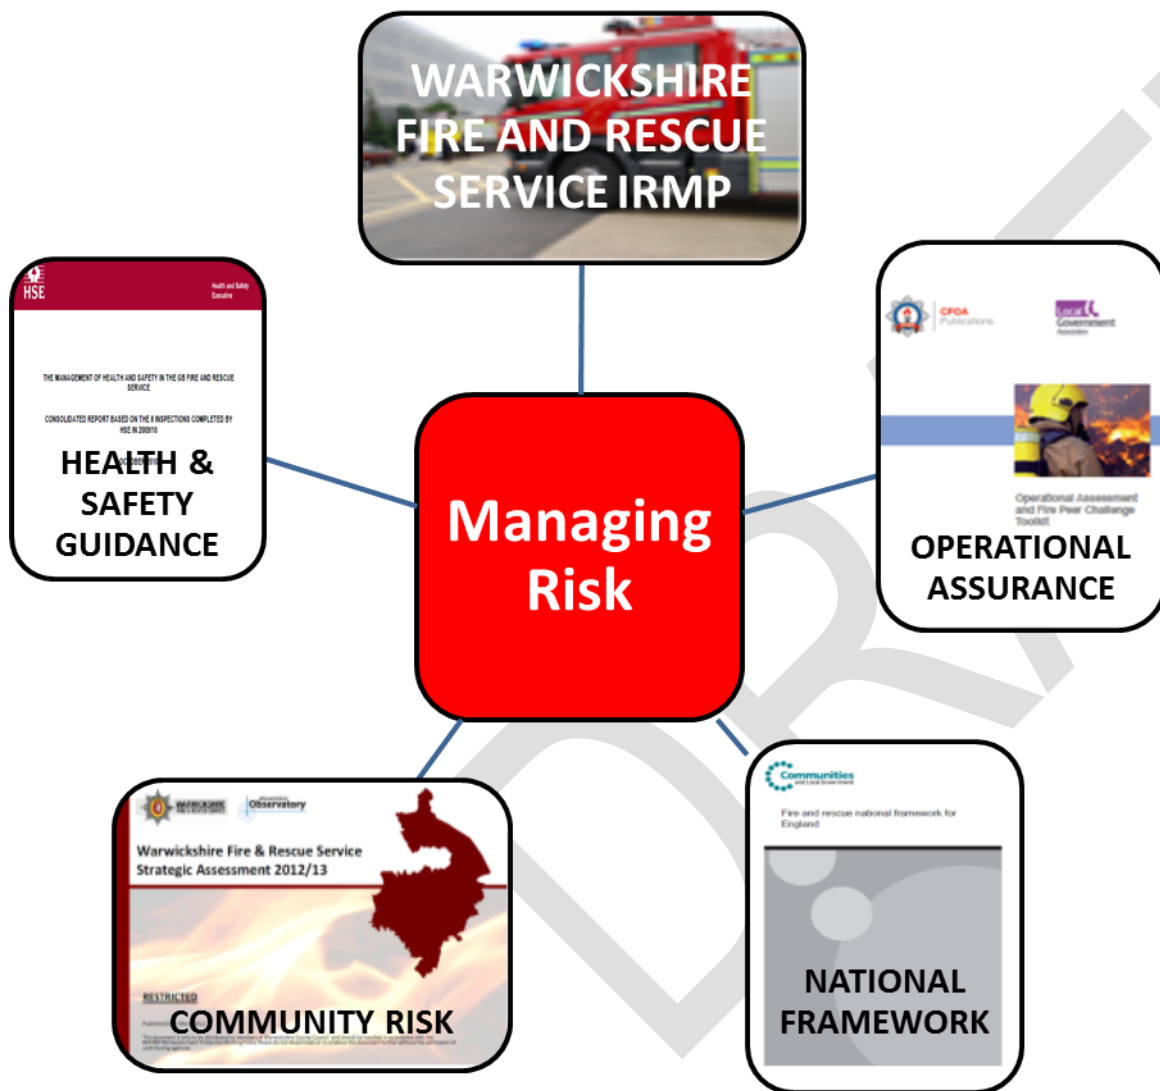 WARWICKSHIRE
FIRE AND RESCUE
SERVICE IRMP
HSE
Health and Safety
Executive
THE MANAGEMENT OF HEALTH AND SAFETY IN THE GB FIRE AND RESCUE
SERVICE
CONSOLIDATED REPORT BASED ON THE 8 INSPECTIONS COMPLETED BY
HSE IN 2009/10
HEALTH &
SAFETY
GUIDANCE
CFOA
Publications
Local
Government
Association
Operational Assessment
and Fire Peer Challenge
Toolkit
OPERATIONAL
ASSURANCE
Managing
Risk
WARWICKSHIRE
Observatory
Warwickshire Fire & Rescue Service
Strategic Assessment 2012/13
RESTRICTED
COMMUNITY RISK
Communities
and Local Government
Fire and rescue national framework for
England
NATIONAL
FRAMEWORK
DRAFT